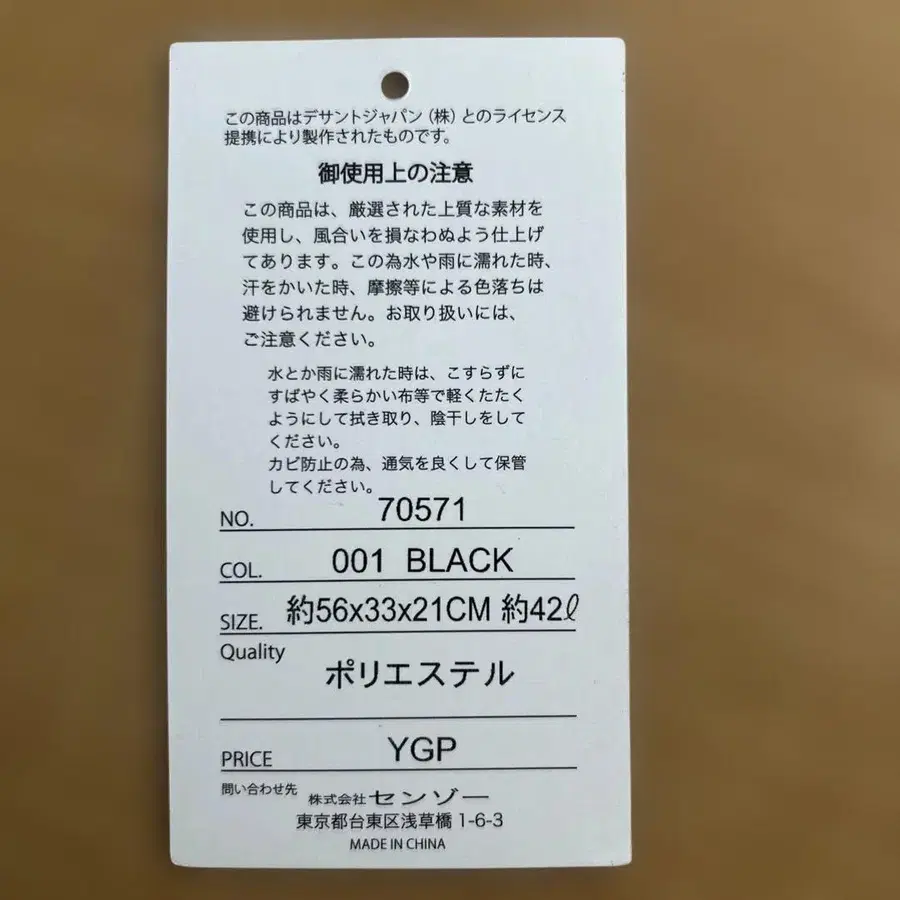 この商品はデサントジャパン（株）とのライセンス
提携により製作されたものです。
御使用上の注意
この商品は、厳選された上質な素材を
使用し、風合いを損なわぬよう仕上げ
てあります。この為水や雨に濡れた時、
汗をかいた時、摩擦等による色落ちは
避けられません。お取り扱いには、
ご注意ください。
水とか雨に濡れた時は、こすらずに
すばやく柔らかい布等で軽くたたく
ようにして拭き取り、陰干しをして
ください。
カビ防止の為、通気を良くして保管
してください。
NO. 70571
COL. 001 BLACK
SIZE. 約56x33x21CM 約42ℓ
Quality
ポリエステル
PRICE YGP
問い合わせ先 株式会社センゾー
東京都台東区浅草橋 1-6-3
MADE IN CHINA